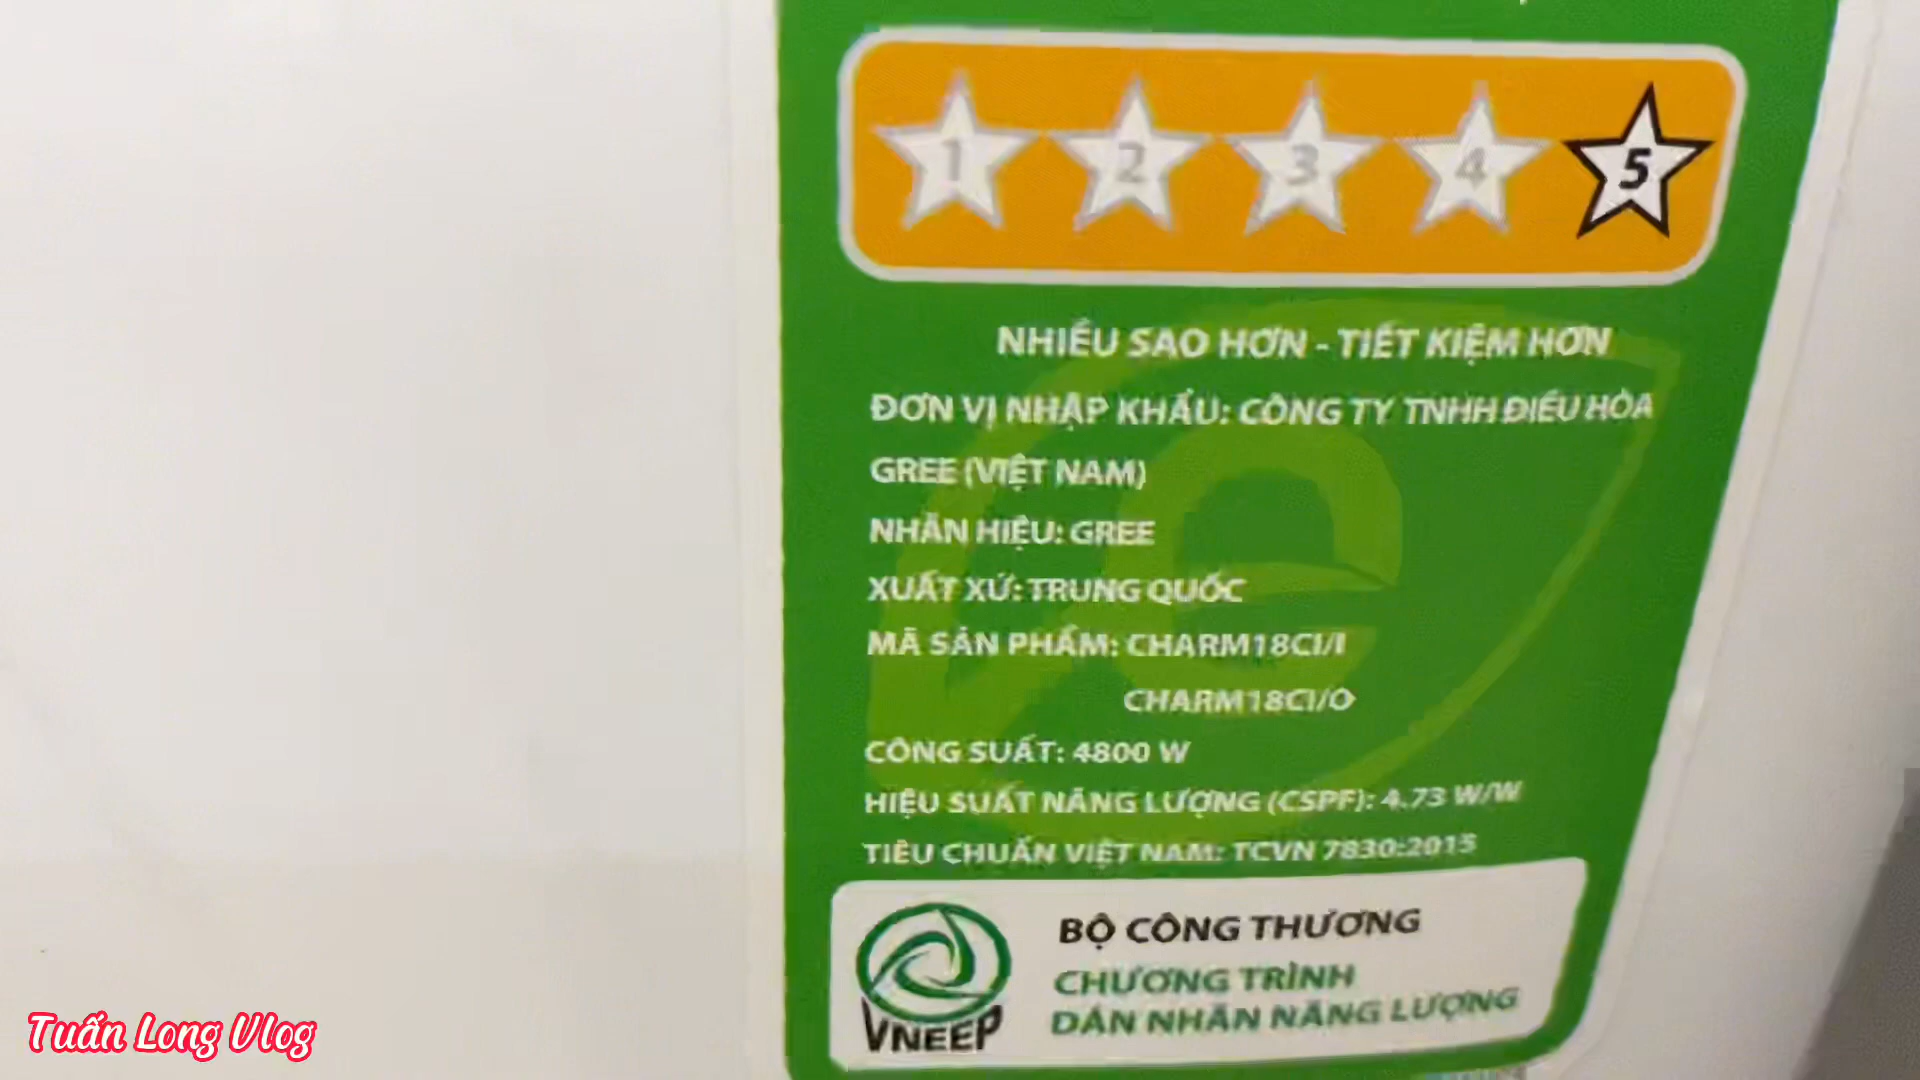 1 2 3 4 5
NHIỀU SAO HƠN - TIẾT KIỆM HƠN
ĐƠN VỊ NHẬP KHẨU: CÔNG TY TNHH ĐIỀU HÒA
GREE (VIỆT NAM)
NHÃN HIỆU: GREE
XUẤT XỨ: TRUNG QUỐC
MÃ SẢN PHẨM: CHARM18CI/I
CHARM18CI/O
CÔNG SUẤT: 4800 W
HIỆU SUẤT NĂNG LƯỢNG (CSPF): 4.73 W/W
TIÊU CHUẨN VIỆT NAM: TCVN 7830:2015
BỘ CÔNG THƯƠNG
CHƯƠNG TRÌNH
DÁN NHÃN NĂNG LƯỢNG
VNEEP
Tuấn Long Vlog